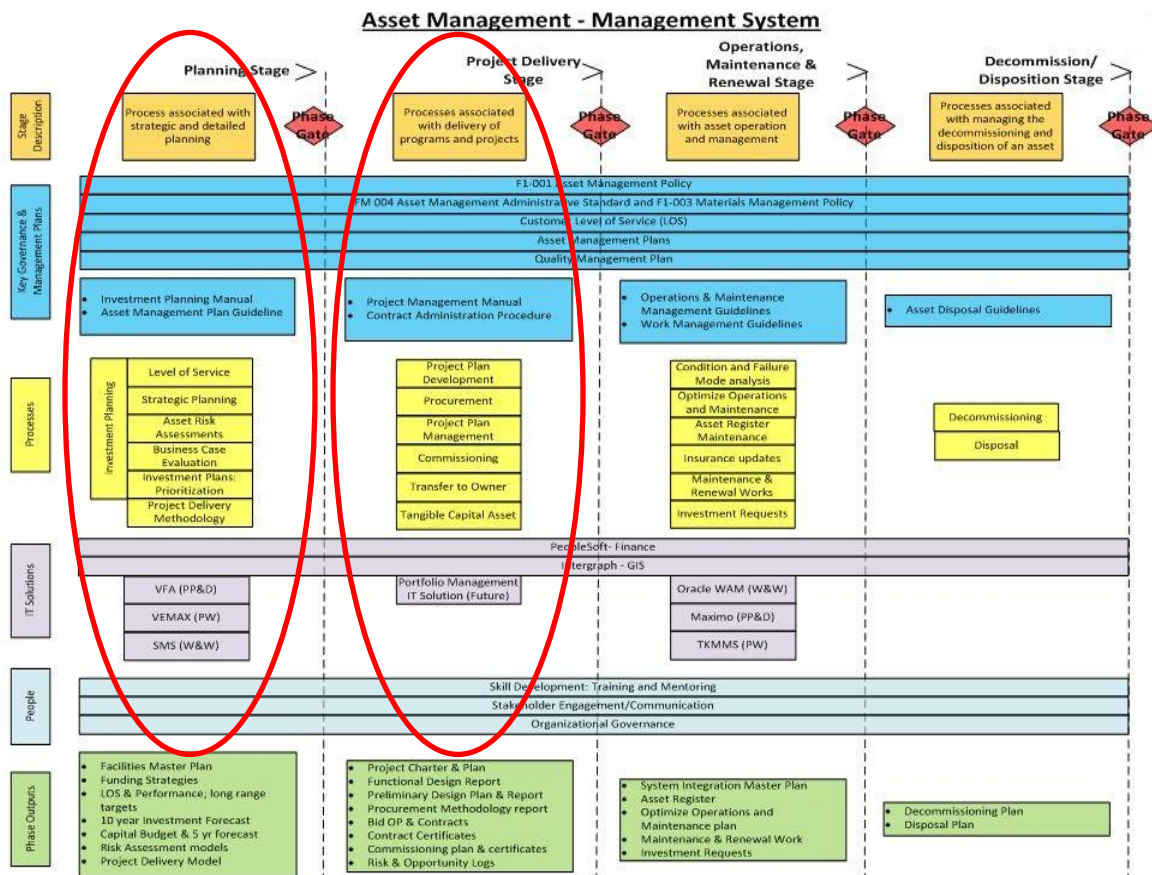 Asset Management - Management System
Planning Stage
Project Delivery
Stage
Operations,
Maintenance &
Renewal Stage
Decommission/
Disposition Stage
Stage
Description
Process associated with
strategic and detailed
planning
Phase
Gate
Processes
associated
with delivery of
programs and projects
Phase
Gate
Processes associated
with asset operation
and management
Phase
Gate
Processes associated
with managing the
decommissioning and
disposition of an asset
Phase
Gate
Key Governance &
Management Plans
F1-001 Asset Management Policy
FM 004 Asset Management Administrative Standard and F1-003 Materials Management Policy
Customer Level of Service (LOS)
Asset Management Plans
Quality Management Plan
• Investment Planning Manual
• Asset Management Plan Guideline
• Project Management Manual
• Contract Administration Procedure
• Operations & Maintenance
Management Guidelines
• Work Management Guidelines
• Asset Disposal Guidelines
Processes
Investment Planning
Level of Service
Strategic Planning
Asset Risk
Assessments
Business Case
Evaluation
Investment Plans:
Prioritization
Project Delivery
Methodology
Project Plan
Development
Procurement
Project Plan
Management
Commissioning
Transfer to Owner
Tangible Capital Asset
Condition and Failure
Mode analysis
Optimize Operations
and Maintenance
Asset Register
Maintenance
Insurance updates
Maintenance &
Renewal Works
Investment Requests
Decommissioning
Disposal
IT Solutions
PeopleSoft- Finance
Intergraph - GIS
VFA (PP&D)
VEMAX (PW)
SMS (W&W)
Portfolio Management
IT Solution (Future)
Oracle WAM (W&W)
Maximo (PP&D)
TKMMS (PW)
People
Skill Development: Training and Mentoring
Stakeholder Engagement/Communication
Organizational Governance
Phase Outputs
• Facilities Master Plan
• Funding Strategies
• LOS & Performance; long range
targets
• 10 year Investment Forecast
• Capital Budget & 5 yr forecast
• Risk Assessment models
• Project Delivery Model
• Project Charter & Plan
• Functional Design Report
• Preliminary Design Plan & Report
• Procurement Methodology report
• Bid OP & Contracts
• Contract Certificates
• Commissioning plan & certificates
• Risk & Opportunity Logs
• System Integration Master Plan
• Asset Register
• Optimize Operations and
Maintenance plan
• Maintenance & Renewal Work
• Investment Requests
• Decommissioning Plan
• Disposal Plan